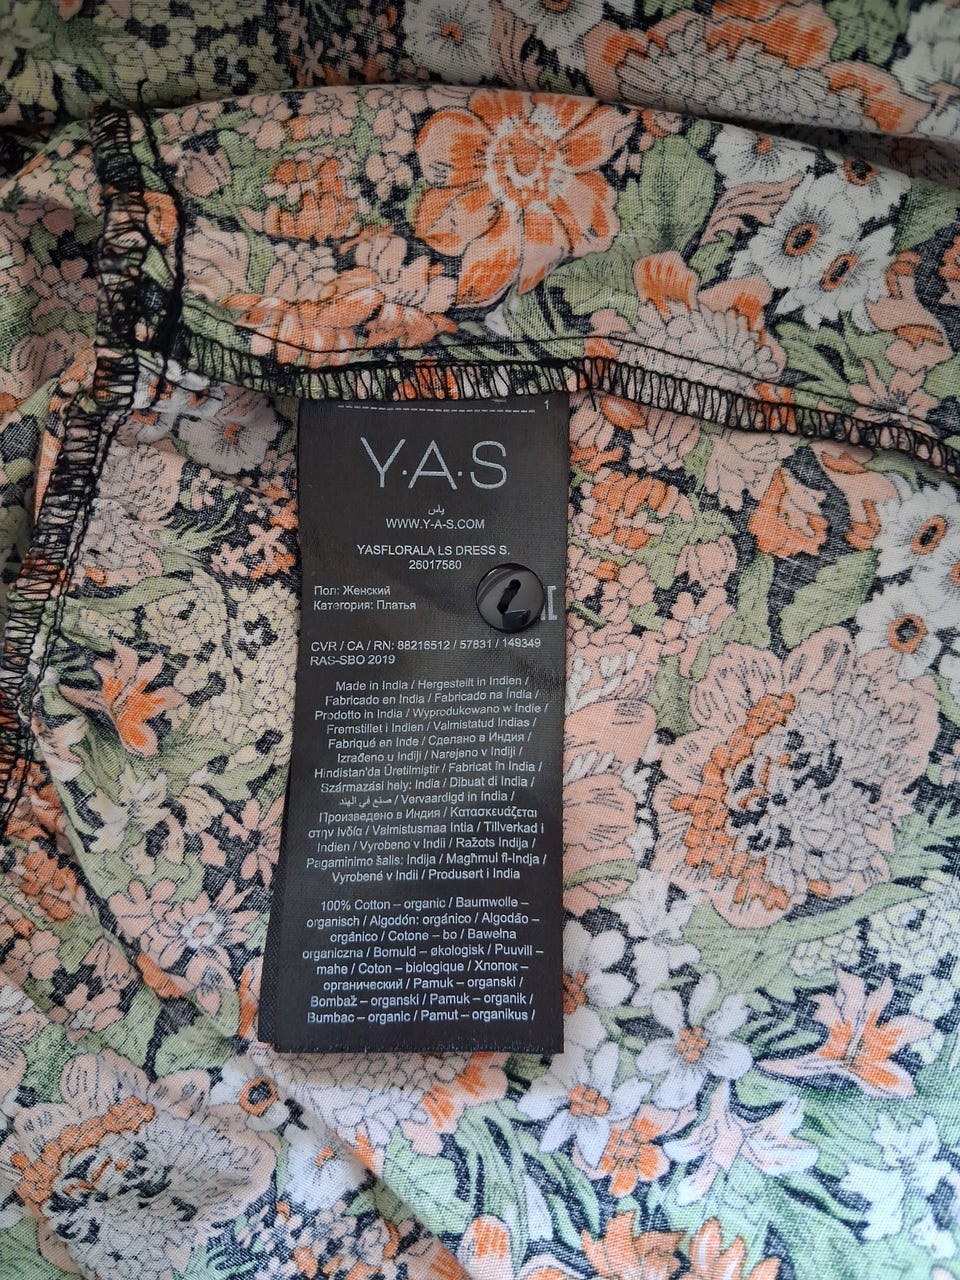 1
Y·A·S
ياس
WWW.Y-A-S.COM
YASFLORALA LS DRESS S.
26017580
Пол: Женский
Категория: Платья
CVR / CA / RN: 88216512 / 57831 / 149349
RAS-SBO 2019
Made in India / Hergestellt in Indien /
Fabricado en India / Fabricado na Índia /
Prodotto in India / Wyprodukowano w Indie /
Fremstillet i Indien / Valmistatud Indias /
Fabriqué en Inde / Сделано в Индия /
Izrađeno u Indiji / Narejeno v Indiji /
Hindistan'da Üretilmiştir / Fabricat în India /
Származási hely: India / Dibuat di India /
صنع في الهند / Vervaardigd in India /
Произведено в Индия / Κατασκευάζεται
στην Ινδία / Valmistusmaa Intia / Tillverkad i
Indien / Vyrobeno v Indii / Ražots Indija /
Pagaminimo šalis: Indija / Magħmul fl-Indja /
Vyrobené v Indii / Produsert i India
100% Cotton – organic / Baumwolle –
organisch / Algodón: orgánico / Algodão –
orgánico / Cotone – bo / Bawełna
organiczna / Bomuld – økologisk / Puuvill –
mahe / Coton – biologique / Хлопок –
органический / Pamuk – organski /
Bombaž – organski / Pamuk – organik /
Bumbac – organic / Pamut – organikus /